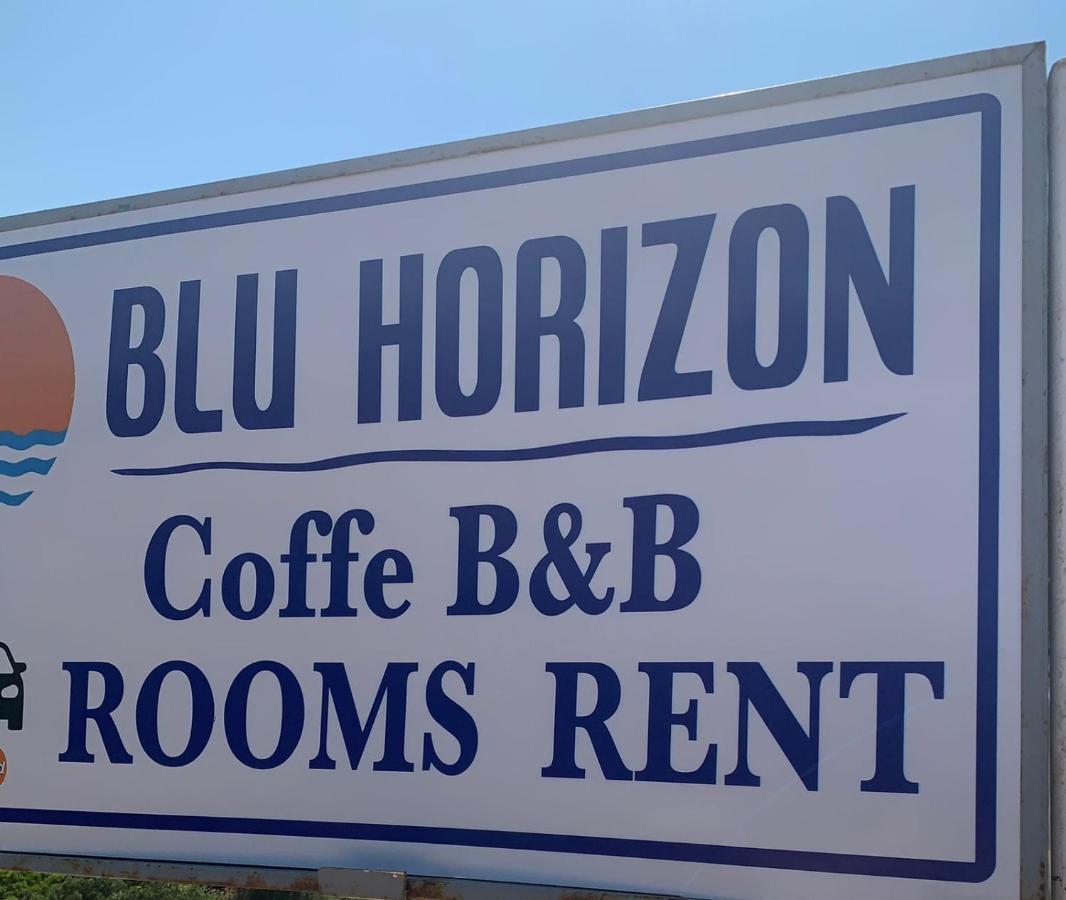 BLU HORIZON
Coffe B&B
ROOMS RENT